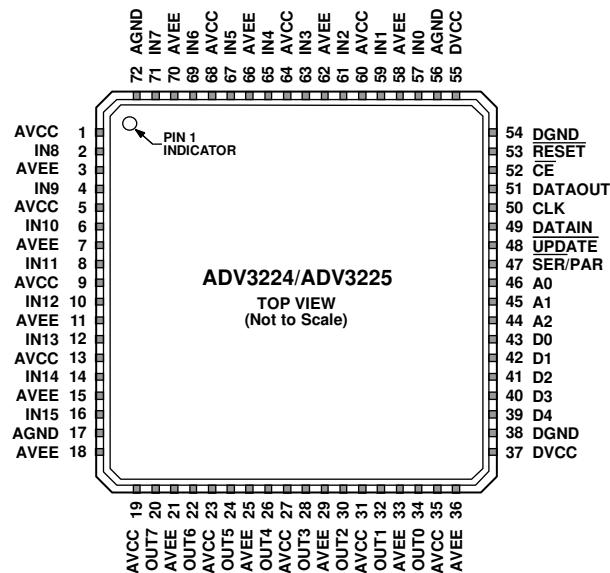 72 AGND
71 IN7
70 AVEE
69 IN6
68 AVCC
67 IN5
66 AVEE
65 IN4
64 AVCC
63 IN3
62 AVEE
61 IN2
60 AVCC
59 IN1
58 AVEE
57 IN0
56 AGND
55 DVCC
AVCC 1
IN8 2
AVEE 3
IN9 4
AVCC 5
IN10 6
AVEE 7
IN11 8
AVCC 9
IN12 10
AVEE 11
IN13 12
AVCC 13
IN14 14
AVEE 15
IN15 16
AGND 17
AVEE 18
PIN 1
INDICATOR
ADV3224/ADV3225
TOP VIEW
(Not to Scale)
54 DGND
53 RESET
52 CE
51 DATAOUT
50 CLK
49 DATAIN
48 UPDATE
47 SER/PAR
46 A0
45 A1
44 A2
43 D0
42 D1
41 D2
40 D3
39 D4
38 DGND
37 DVCC
AVCC 19
OUT7 20
AVEE 21
OUT6 22
AVCC 23
OUT5 24
AVEE 25
OUT4 26
AVCC 27
OUT3 28
AVEE 29
OUT2 30
AVCC 31
OUT1 32
AVEE 33
OUT0 34
AVCC 35
AVEE 36